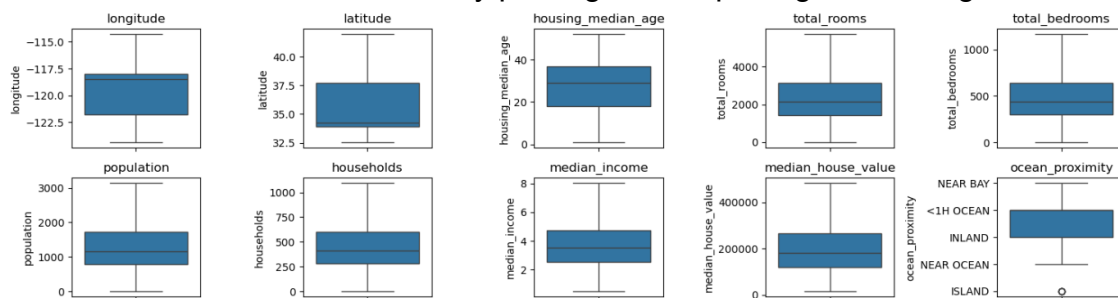 longitude
latitude
housing_median_age
total_rooms
total_bedrooms
−115.0
−117.5
−120.0
−122.5
longitude
40.0
37.5
35.0
32.5
latitude
40
20
0
housing_median_age
4000
2000
0
total_rooms
1000
500
0
total_bedrooms
population
households
median_income
median_house_value
ocean_proximity
3000
2000
1000
0
population
1000
750
500
250
0
households
8
6
4
2
median_income
400000
200000
0
median_house_value
NEAR BAY
<1H OCEAN
INLAND
NEAR OCEAN
ISLAND
ocean_proximity